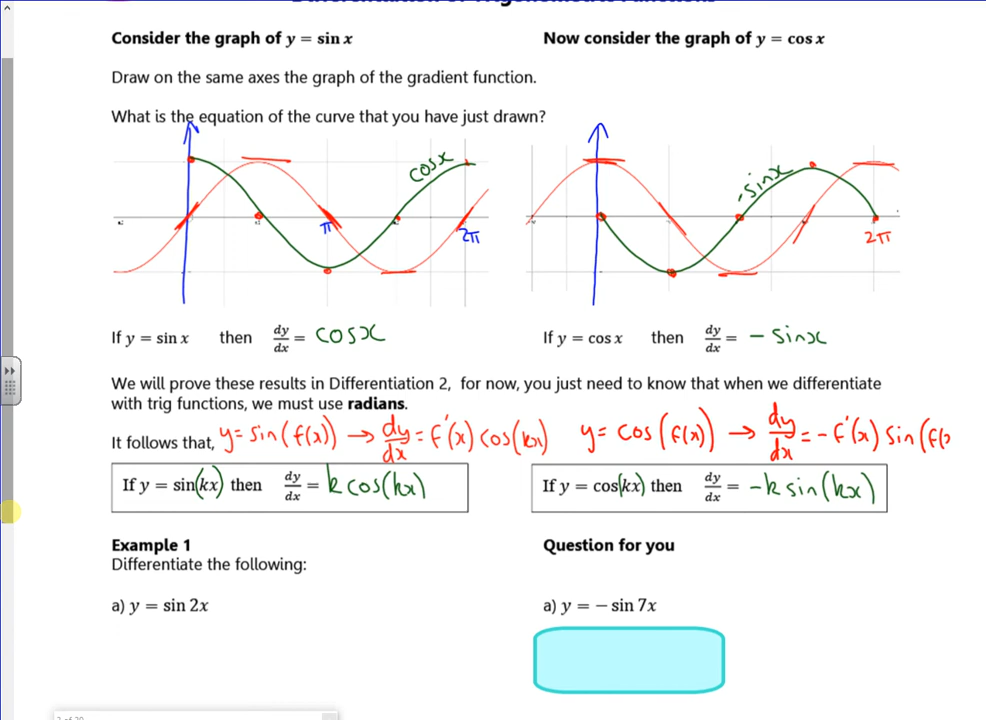 Consider the graph of y = sin x
Now consider the graph of y = cos x
Draw on the same axes the graph of the gradient function.
What is the equation of the curve that you have just drawn?
cosx
π
2π
-sinx
2π
If y = sin x then dy/dx = cosx
If y = cos x then dy/dx = - sinx
We will prove these results in Differentiation 2, for now, you just need to know that when we differentiate
with trig functions, we must use radians.
It follows that, y= sin(f(x)) → dy/dx = f'(x) cos(kx) y= cos(f(x)) → dy/dx = -f'(x) sin(f(x
If y = sin(kx) then dy/dx = k cos(kx)
If y = cos(kx) then dy/dx = -k sin(kx)
Example 1
Differentiate the following:
a) y = sin 2x
Question for you
a) y = − sin 7x